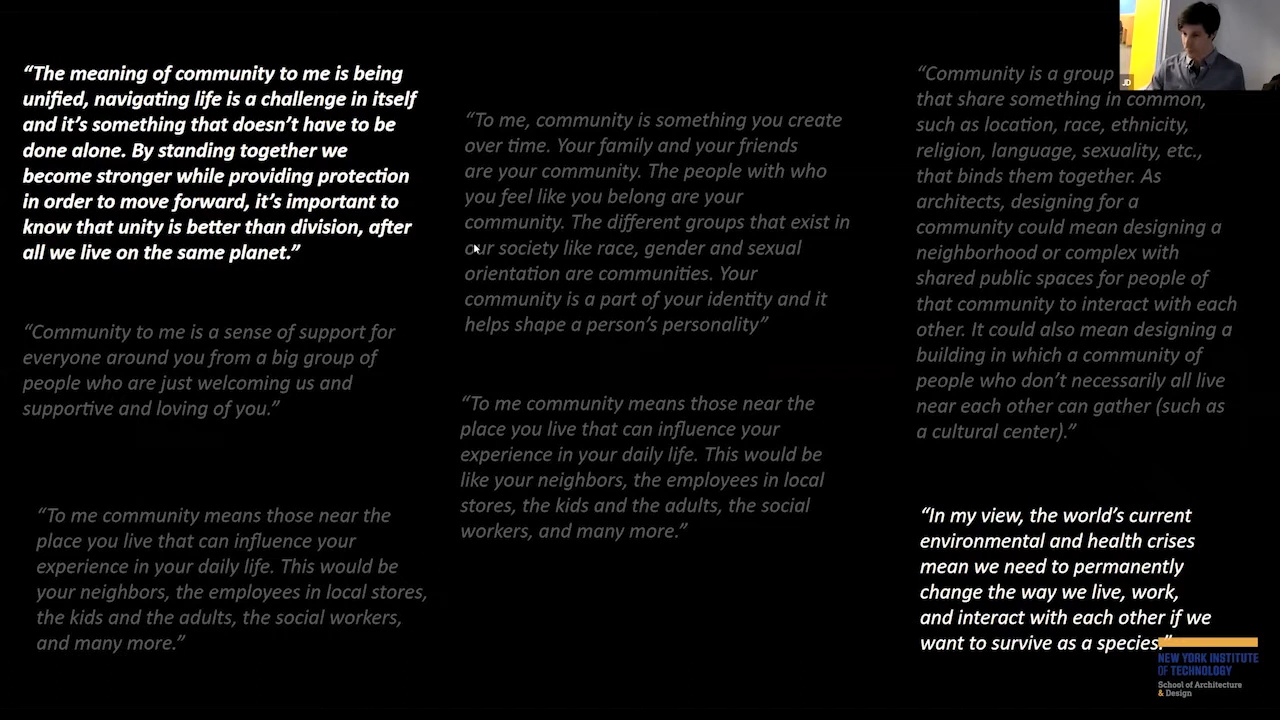 “The meaning of community to me is being
unified, navigating life is a challenge in itself
and it’s something that doesn’t have to be
done alone. By standing together we
become stronger while providing protection
in order to move forward, it’s important to
know that unity is better than division, after
all we live on the same planet.”
“Community to me is a sense of support for
everyone around you from a big group of
people who are just welcoming us and
supportive and loving of you.”
“To me community means those near the
place you live that can influence your
experience in your daily life. This would be
your neighbors, the employees in local stores,
the kids and the adults, the social workers,
and many more.”
“To me, community is something you create
over time. Your family and your friends
are your community. The people with who
you feel like you belong are your
community. The different groups that exist in
our society like race, gender and sexual
orientation are communities. Your
community is a part of your identity and it
helps shape a person’s personality”
“To me community means those near the
place you live that can influence your
experience in your daily life. This would be
like your neighbors, the employees in local
stores, the kids and the adults, the social
workers, and many more.”
“Community is a group
that share something in common,
such as location, race, ethnicity,
religion, language, sexuality, etc.,
that binds them together. As
architects, designing for a
community could mean designing a
neighborhood or complex with
shared public spaces for people of
that community to interact with each
other. It could also mean designing a
building in which a community of
people who don’t necessarily all live
near each other can gather (such as
a cultural center).”
“In my view, the world’s current
environmental and health crises
mean we need to permanently
change the way we live, work,
and interact with each other if we
want to survive as a species.”
JD
NEW YORK INSTITUTE
OF TECHNOLOGY
School of Architecture
& Design